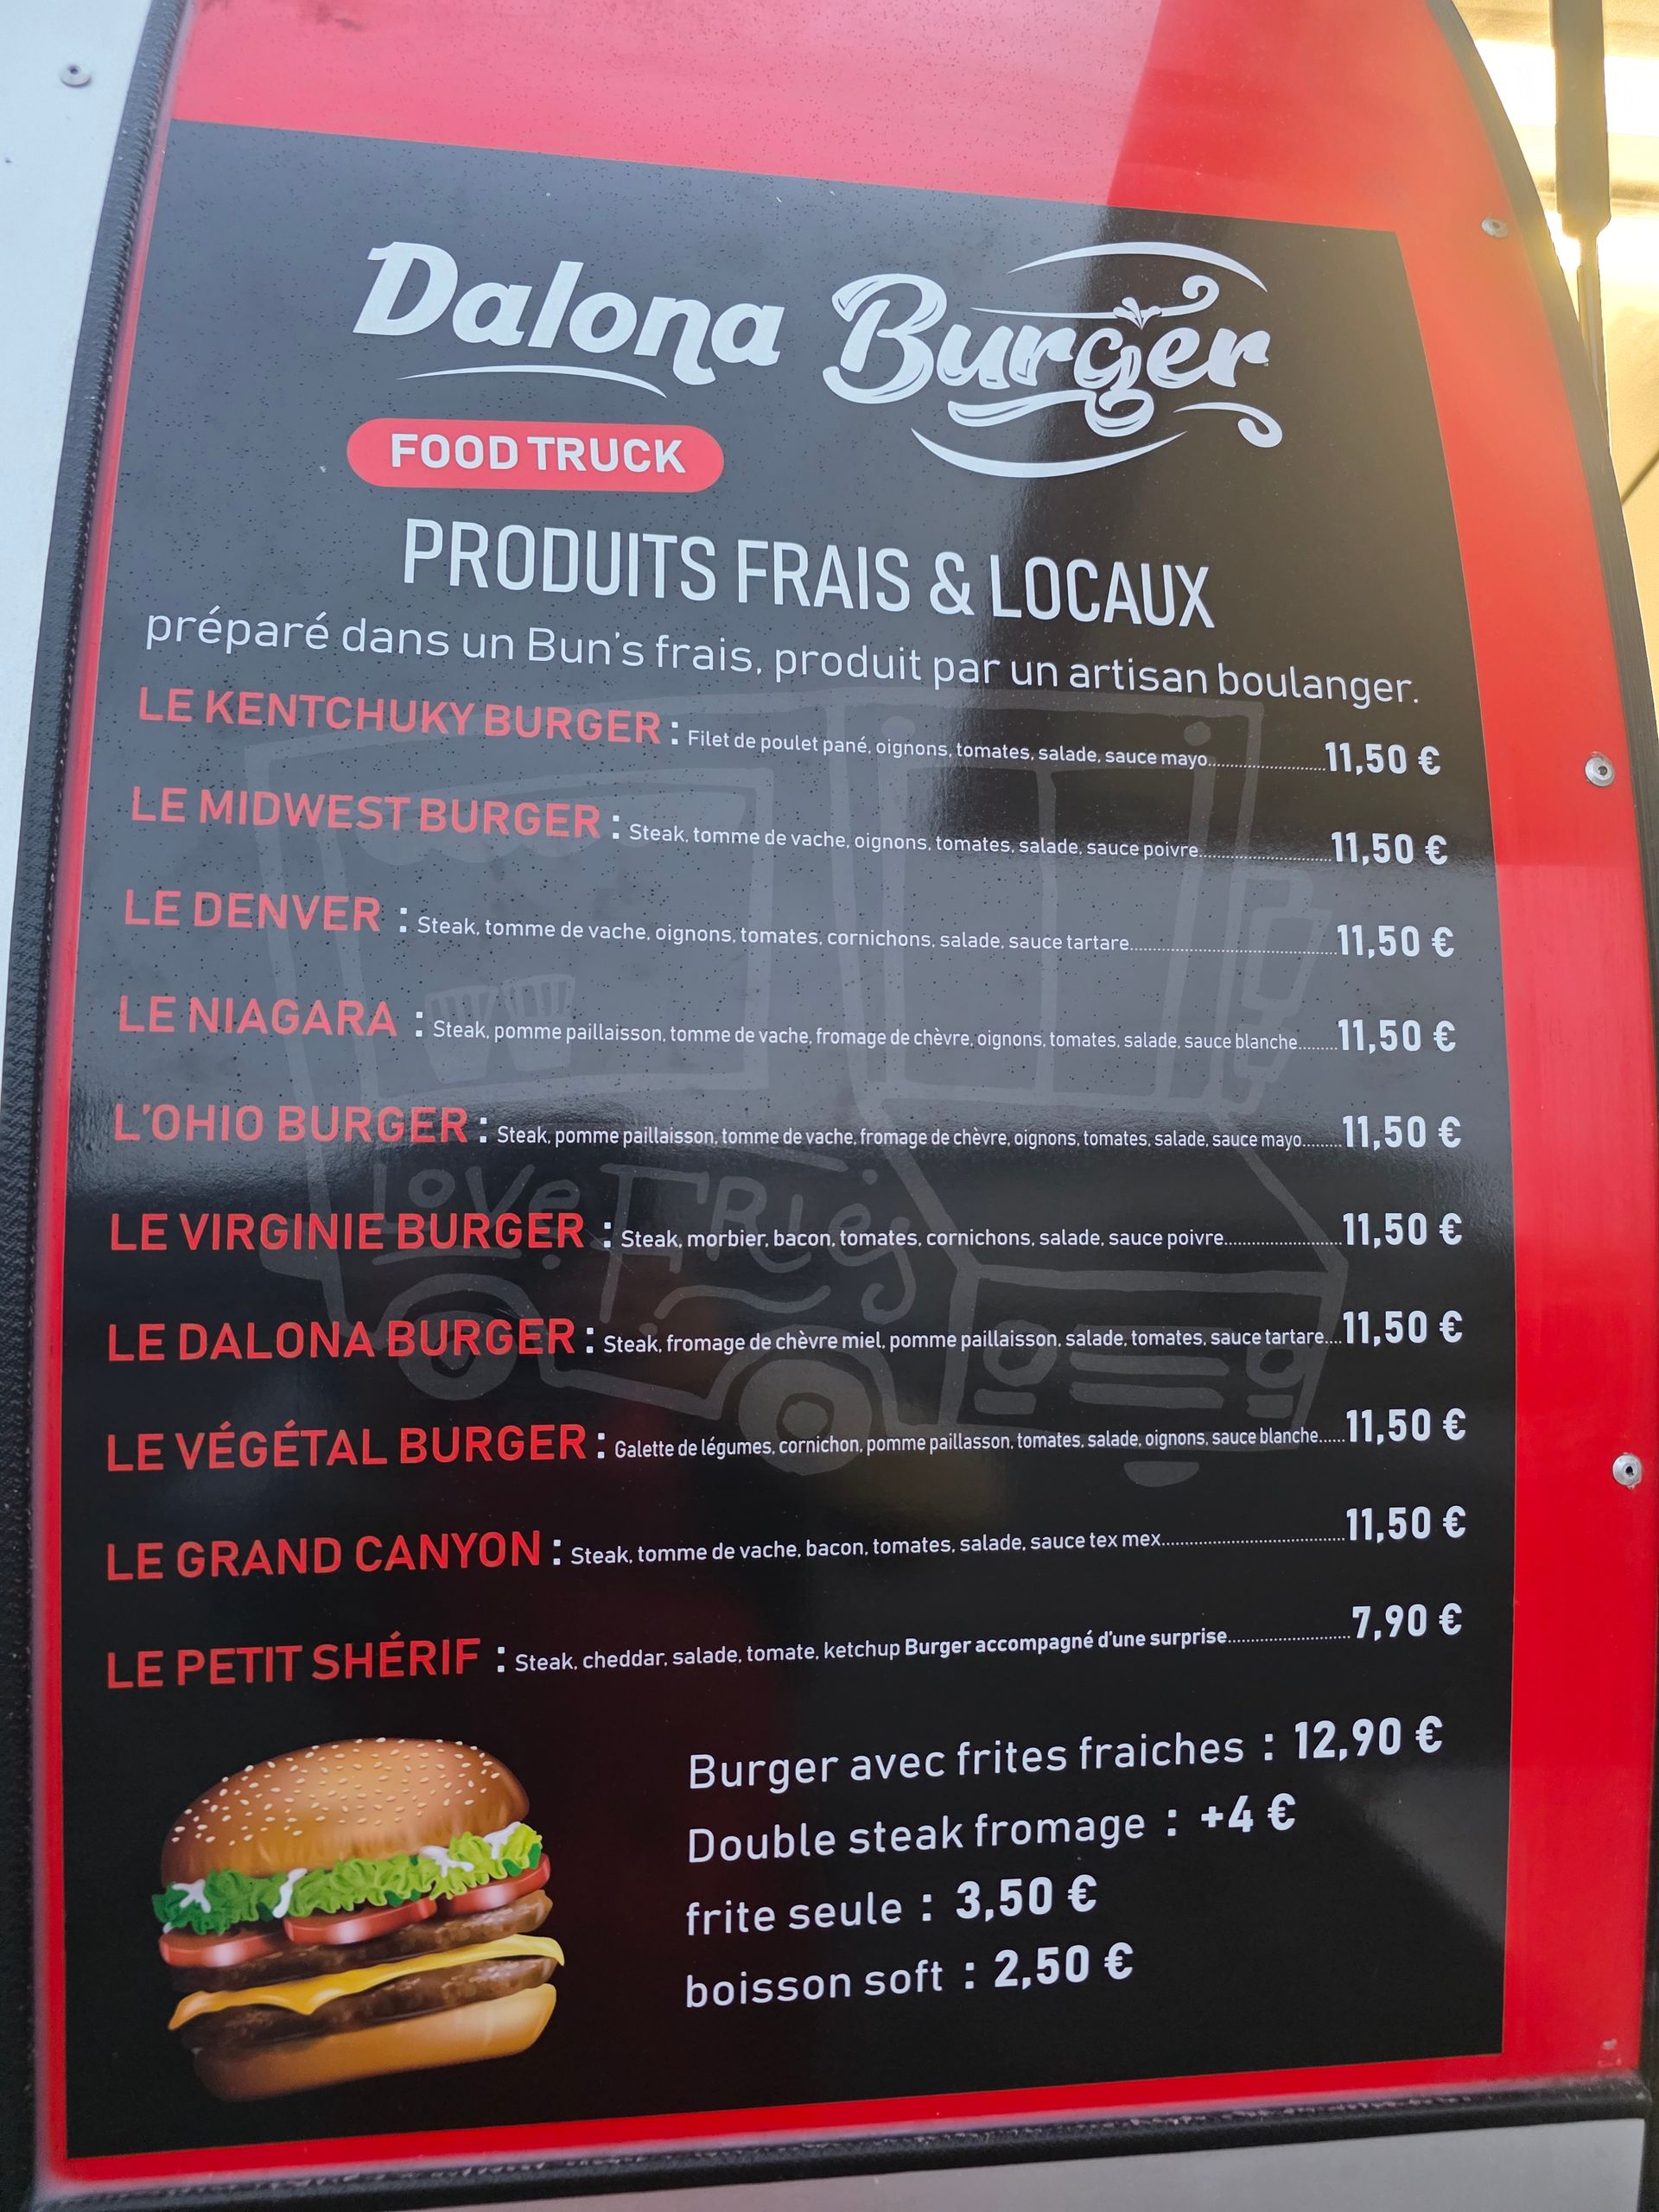 Dalona Burger
FOOD TRUCK
PRODUITS FRAIS & LOCAUX
préparé dans un Bun's frais, produit par un artisan boulanger.
LE KENTCHUKY BURGER : Filet de poulet pané, oignons, tomates, salade, sauce mayo...................... 11,50 €
LE MIDWEST BURGER : Steak, tomme de vache, oignons, tomates, salade, sauce poivre......................... 11,50 €
LE DENVER : Steak, tomme de vache, oignons, tomates, cornichons, salade, sauce tartare....................................... 11,50 €
LE NIAGARA : Steak, pomme paillaisson, tomme de vache, fromage de chèvre, oignons, tomates, salade, sauce blanche........ 11,50 €
L'OHIO BURGER : Steak, pomme paillaisson, tomme de vache, fromage de chèvre, oignons, tomates, salade, sauce mayo........ 11,50 €
LE VIRGINIE BURGER : Steak, morbier, bacon, tomates, cornichons, salade, sauce poivre...................... 11,50 €
LE DALONA BURGER : Steak, fromage de chèvre miel, pomme paillaisson, salade, tomates, sauce tartare.... 11,50 €
LE VÉGÉTAL BURGER : Galette de légumes, cornichon, pomme paillasson, tomates, salade, oignons, sauce blanche...... 11,50 €
LE GRAND CANYON : Steak, tomme de vache, bacon, tomates, salade, sauce tex mex................................... 11,50 €
LE PETIT SHÉRIF : Steak, cheddar, salade, tomate, ketchup Burger accompagné d'une surprise....................... 7,90 €
LOVE FRIES
Burger avec frites fraiches : 12,90 €
Double steak fromage : +4 €
frite seule : 3,50 €
boisson soft : 2,50 €